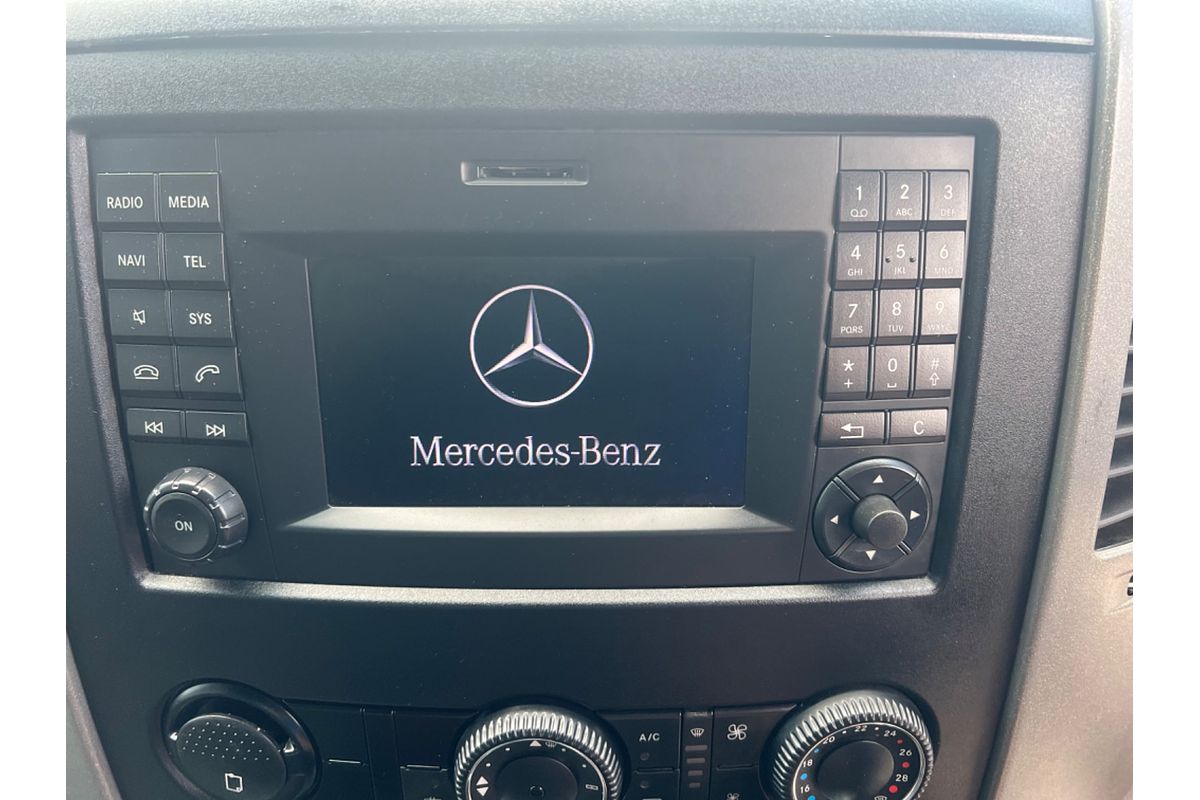 RADIO MEDIA
NAVI TEL
SYS
ON
Mercedes-Benz
1 2 3
ABC DEF
4 5 6
GHI JKL MNO
7 8 9
PQRS TUV WXYZ
* 0 #
+
C
A/C
16 18 20 22 24 26 28